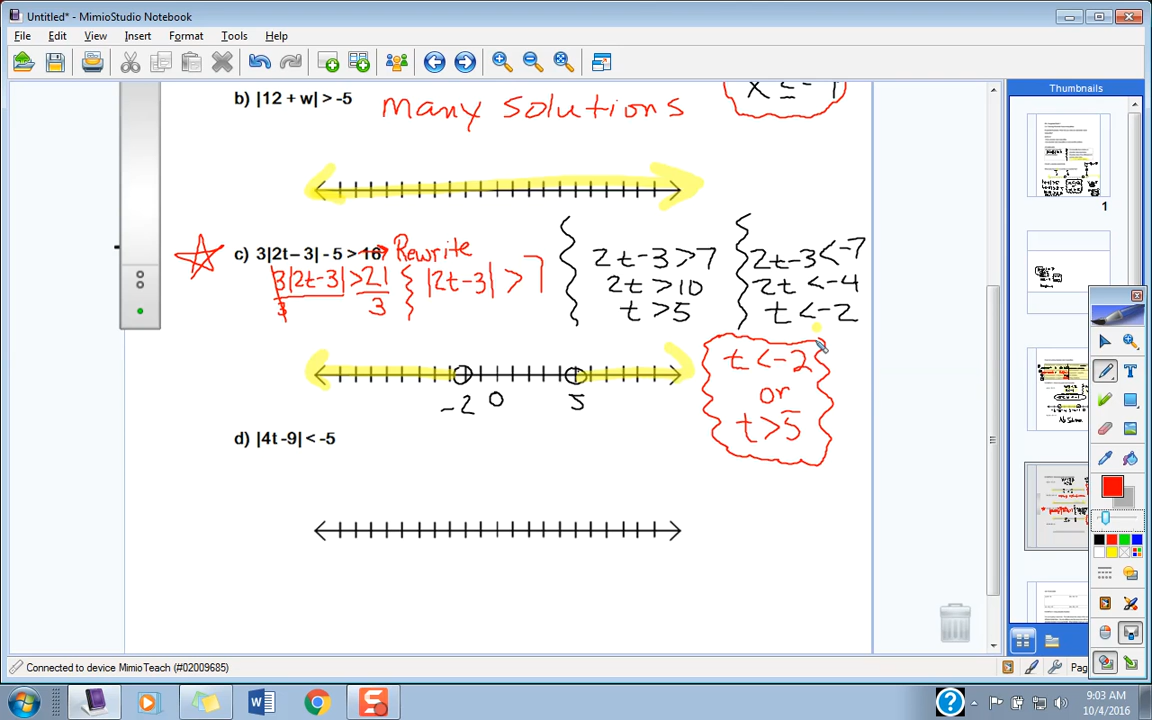 Untitled* - MimioStudio Notebook
File Edit View Insert Format Tools Help
b) |12 + w| > -5
many solutions
x ≤ -1
c) 3|2t– 3| - 5 > 16
Rewrite
3|2t-3| > 21
3 3
|2t-3| > 7
2t-3 > 7
2t > 10
t > 5
2t-3 < -7
2t < -4
t < -2
-2 0 5
t < -2
or
t > 5
d) |4t -9| < -5
Thumbnails
1
Connected to device MimioTeach (#02009685)
Pag
9:03 AM
10/4/2016